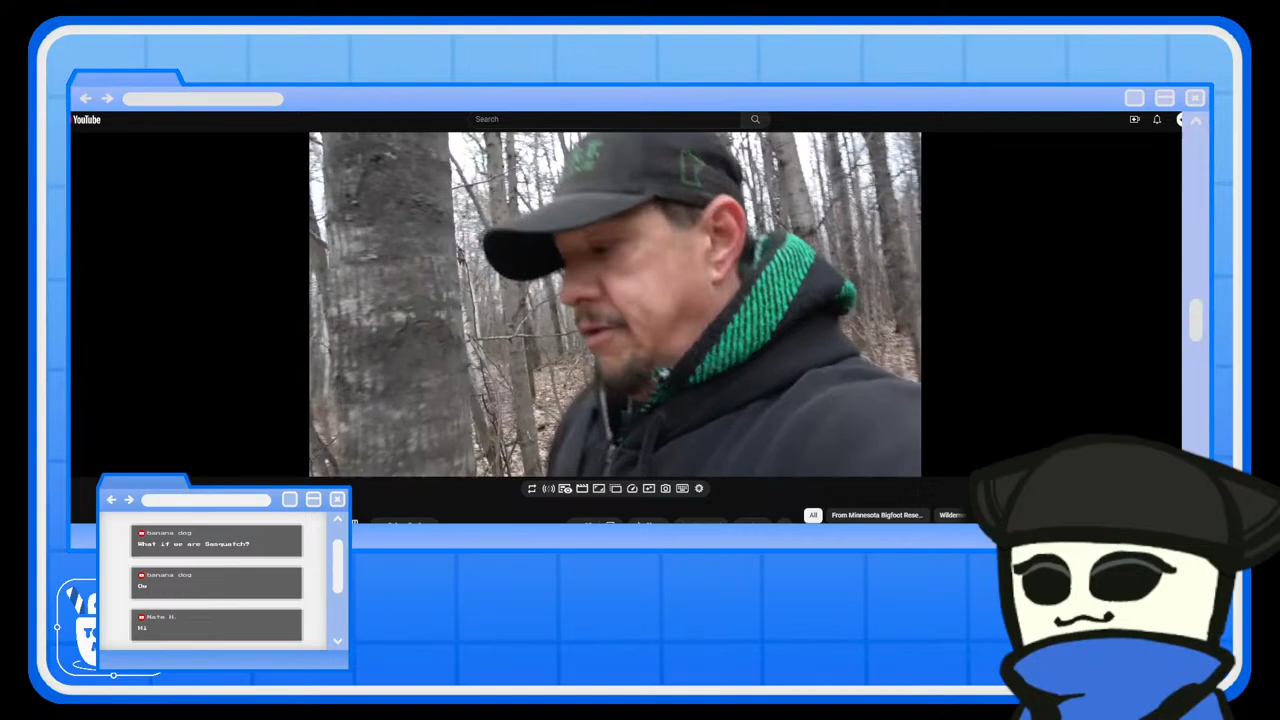 YouTube
Search
All
From Minnesota Bigfoot Rese...
Wilderne
banana dog
What if we are Sasquatch?
banana dog
Ow
Nate H.
Hi